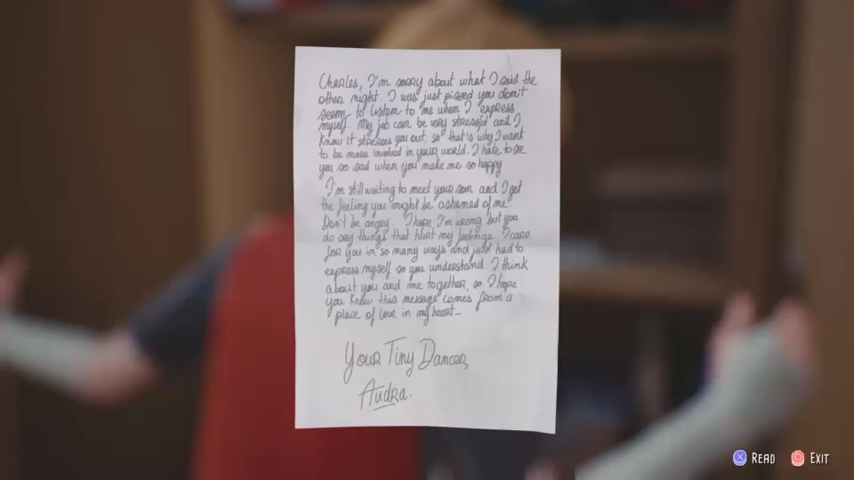 Charles, I'm sorry about what I said the
other night. I was just pissed you don't
seem to listen to me when I express
myself. My job can be very stressful and I
know it stresses you out, so that's why I want
to be more involved in your world. I hate to see
you so sad when you make me so happy
I'm still waiting to meet your son and I get
the feeling you might be ashamed of me.
Don't be angry. I hope I'm wrong but you
do say things that hurt my feelings. I care
for you in so many ways and just had to
express myself so you understand. I think
about you and me together, so I hope
you know this message comes from a
place of love in my heart...
Your Tiny Dancer,
Audra.
READ EXIT